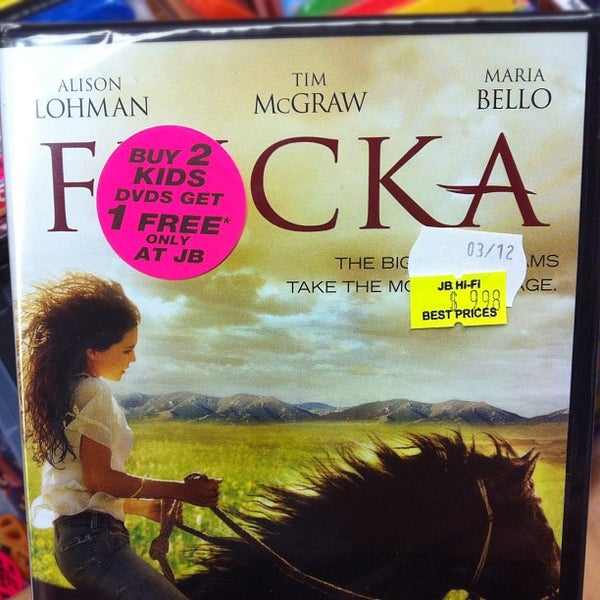 ALISON LOHMAN
TIM McGRAW
MARIA BELLO
F CKA
BUY 2
KIDS
DVDS GET
1 FREE*
ONLY
AT JB
THE BIG AMS
TAKE THE MO AGE.
03/12
JB HI-FI
$ 9.98
BEST PRICES